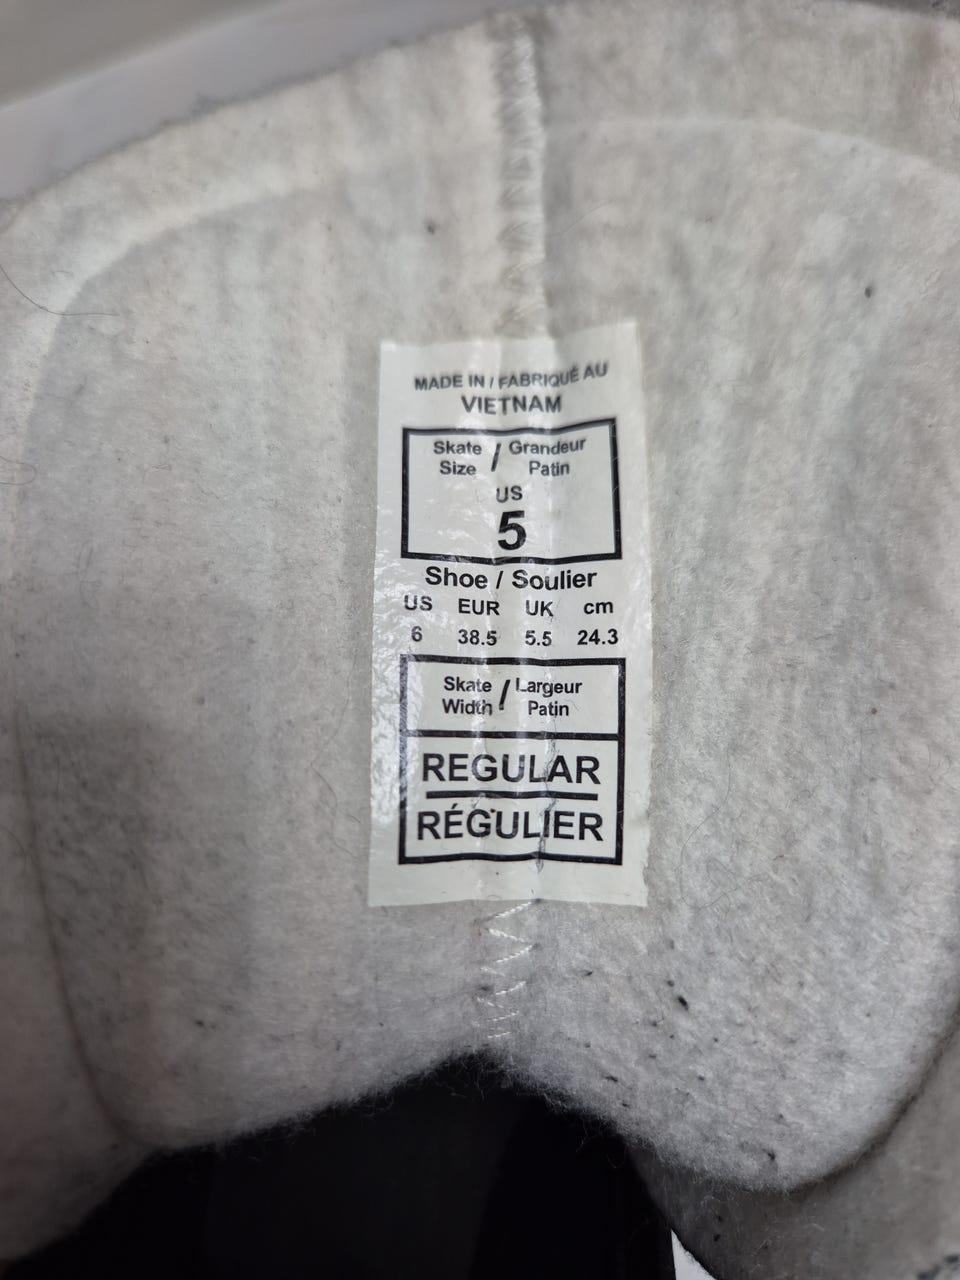 MADE IN / FABRIQUÉ AU
VIETNAM
Skate Size / Grandeur Patin
US
5
Shoe / Soulier
US EUR UK cm
6 38.5 5.5 24.3
Skate Width / Largeur Patin
REGULAR
RÉGULIER